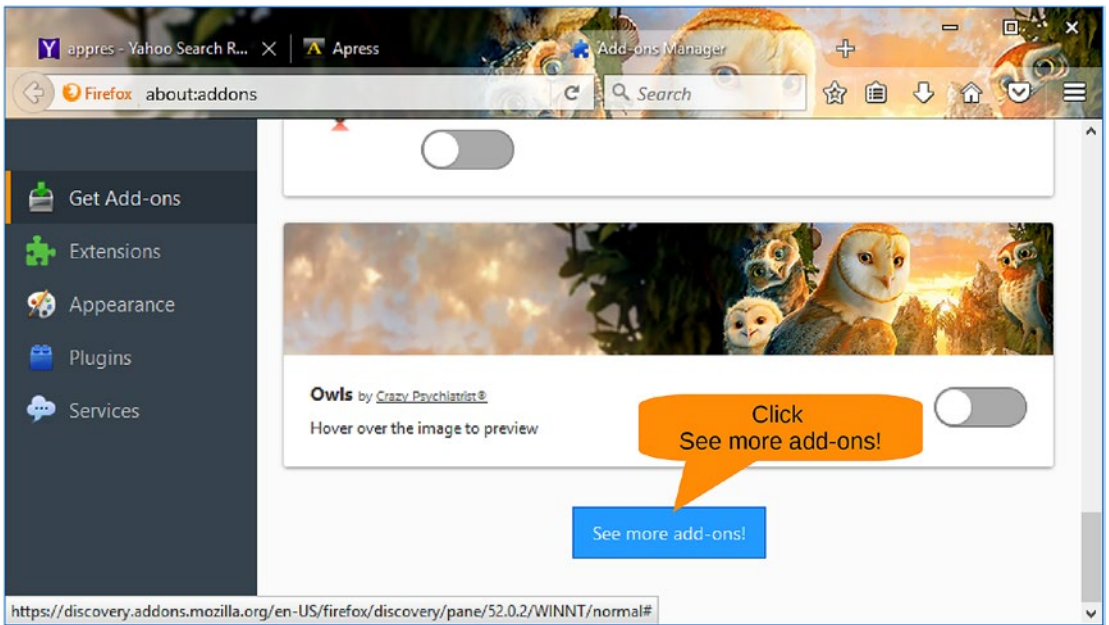 appres - Yahoo Search R...
Apress
Add-ons Manager
Firefox about:addons
Search
Get Add-ons
Extensions
Appearance
Plugins
Services
Owls by Crazy Psychiatrist®
Hover over the image to preview
Click
See more add-ons!
See more add-ons!
https://discovery.addons.mozilla.org/en-US/firefox/discovery/pane/52.0.2/WINNT/normal#